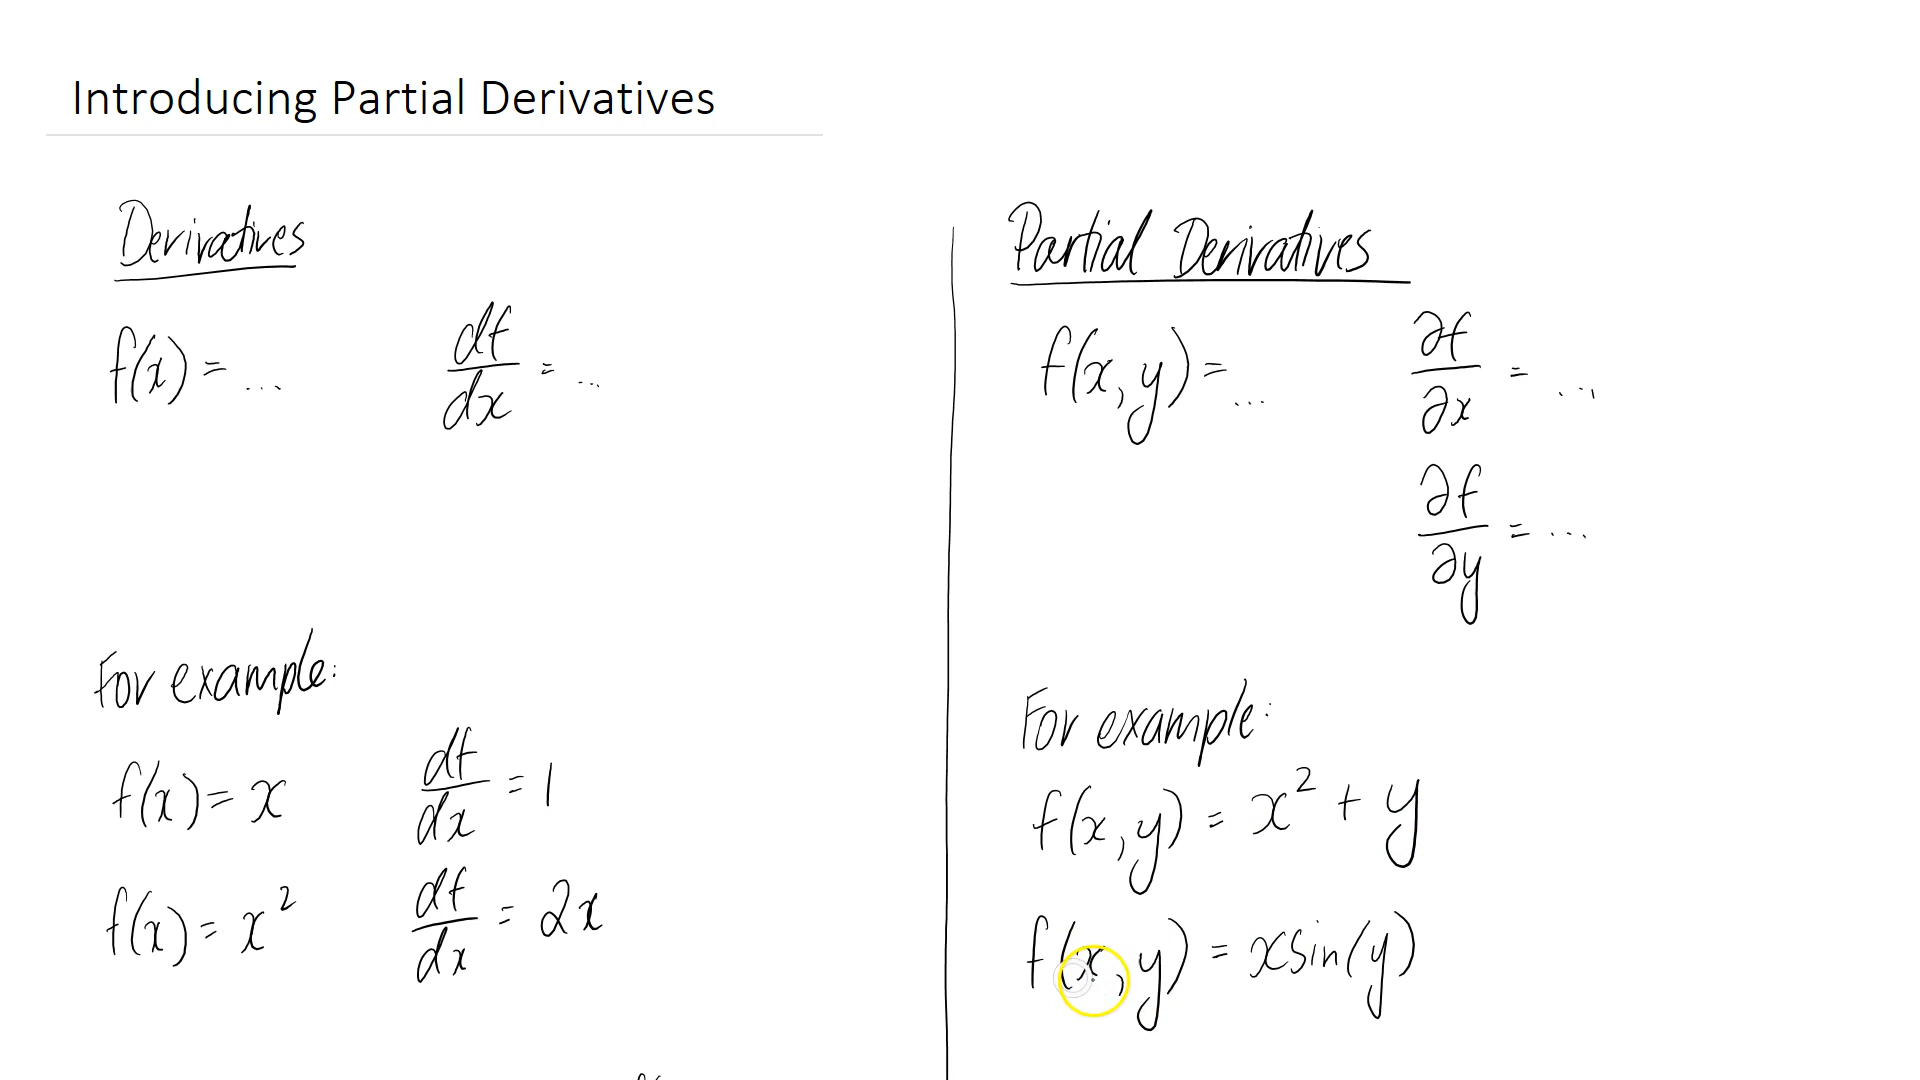 Introducing Partial Derivatives
Derivatives
f(x) = ...
df/dx = ...
For example:
f(x) = x
df/dx = 1
f(x) = x²
df/dx = 2x
Partial Derivatives
f(x,y) = ...
∂f/∂x = ...
∂f/∂y = ...
For example:
f(x,y) = x² + y
f(x,y) = xsin(y)